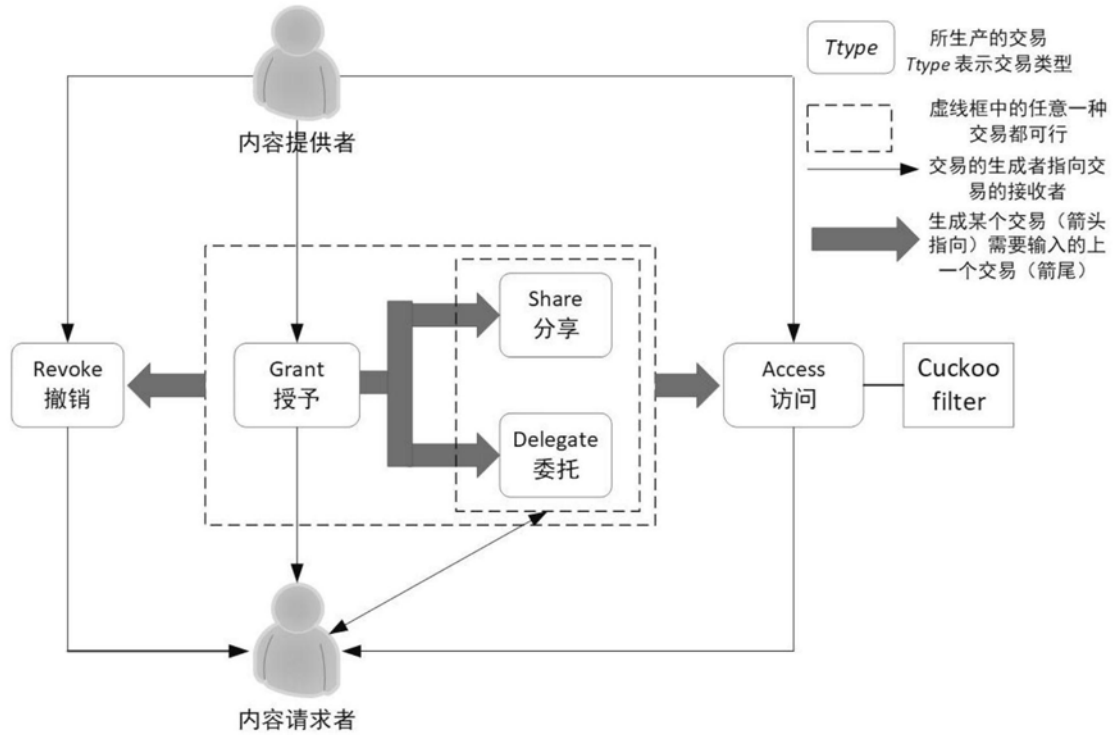 内容提供者
Ttype
所生产的交易
Ttype 表示交易类型
虚线框中的任意一种
交易都可行
交易的生成者指向交
易的接收者
生成某个交易（箭头
指向）需要输入的上
一个交易（箭尾）
Revoke
撤销
Grant
授予
Share
分享
Delegate
委托
Access
访问
Cuckoo
filter
内容请求者